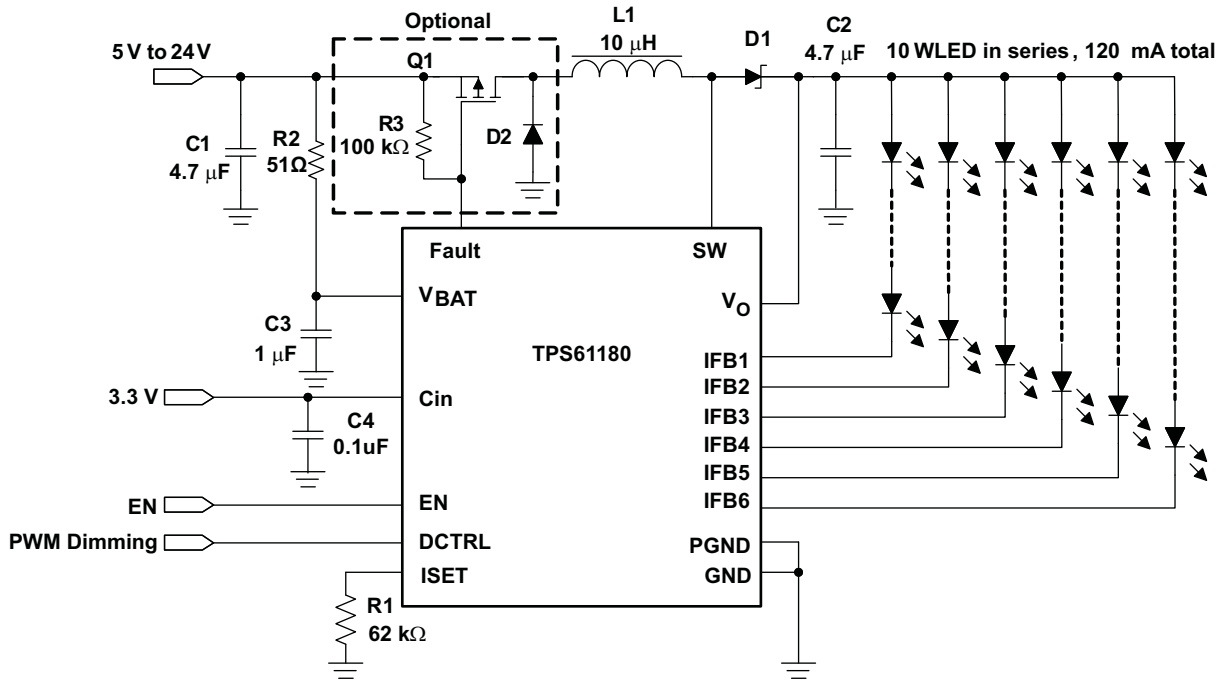 Optional
L1
10 μH
D1
C2
4.7 μF
10 WLED in series, 120 mA total
5 V to 24 V
Q1
R3
100 kΩ
D2
C1
4.7 μF
R2
51Ω
Fault
SW
VBAT
VO
C3
1 μF
TPS61180
IFB1
IFB2
IFB3
IFB4
IFB5
IFB6
3.3 V
Cin
C4
0.1uF
EN
EN
PWM Dimming
DCTRL
PGND
ISET
GND
R1
62 kΩ